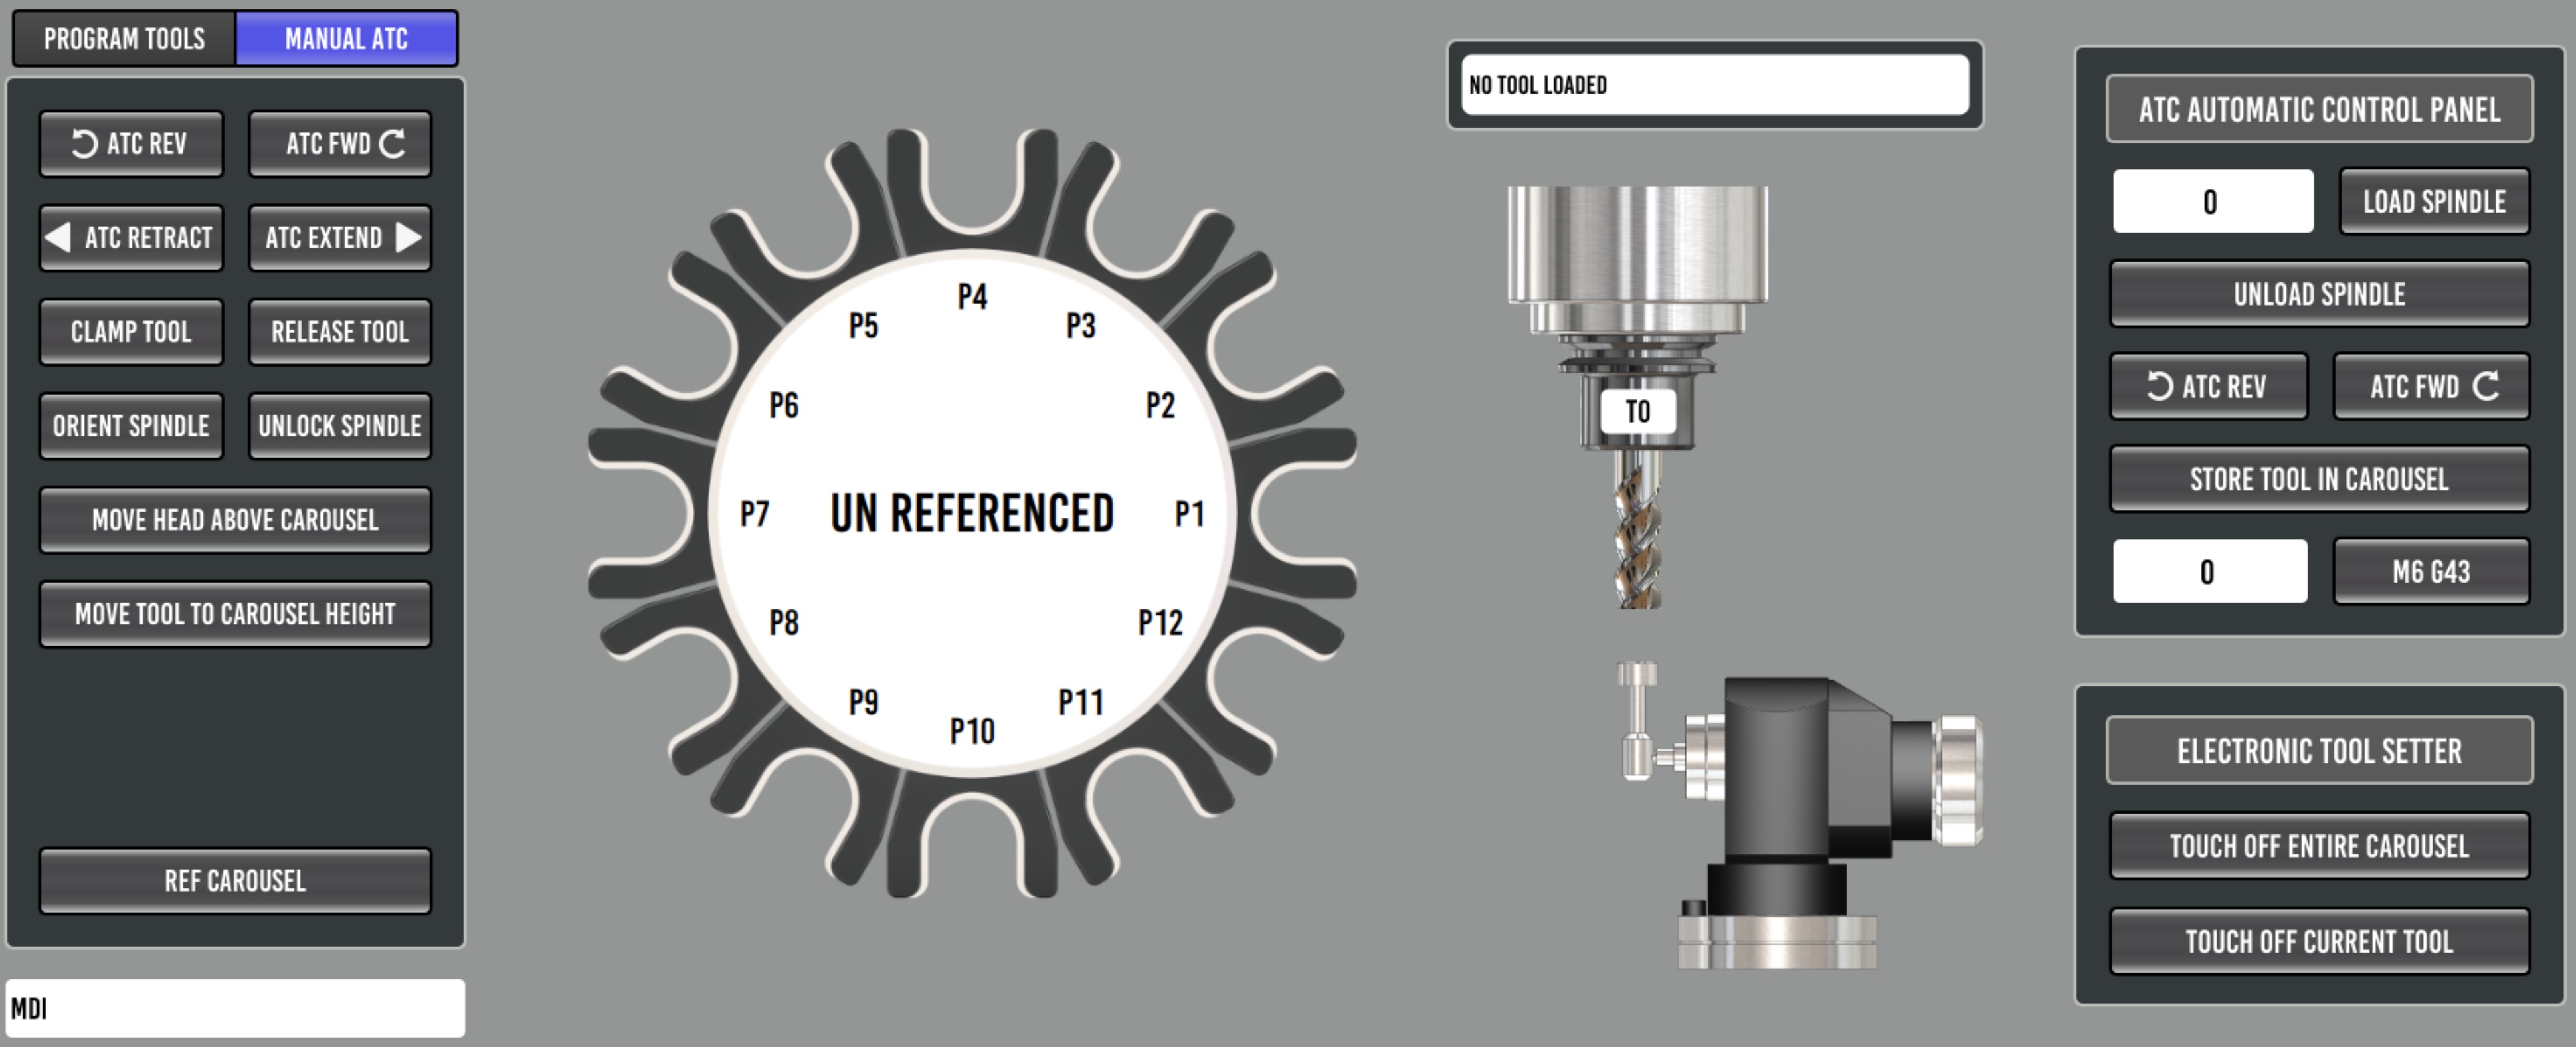 PROGRAM TOOLS
MANUAL ATC
ATC REV
ATC FWD
ATC RETRACT
ATC EXTEND
CLAMP TOOL
RELEASE TOOL
ORIENT SPINDLE
UNLOCK SPINDLE
MOVE HEAD ABOVE CAROUSEL
MOVE TOOL TO CAROUSEL HEIGHT
REF CAROUSEL
MDI
P4
P5
P3
P6
P2
P7
UN REFERENCED
P1
P8
P12
P9
P11
P10
NO TOOL LOADED
T0
ATC AUTOMATIC CONTROL PANEL
0
LOAD SPINDLE
UNLOAD SPINDLE
ATC REV
ATC FWD
STORE TOOL IN CAROUSEL
0
M6 G43
ELECTRONIC TOOL SETTER
TOUCH OFF ENTIRE CAROUSEL
TOUCH OFF CURRENT TOOL